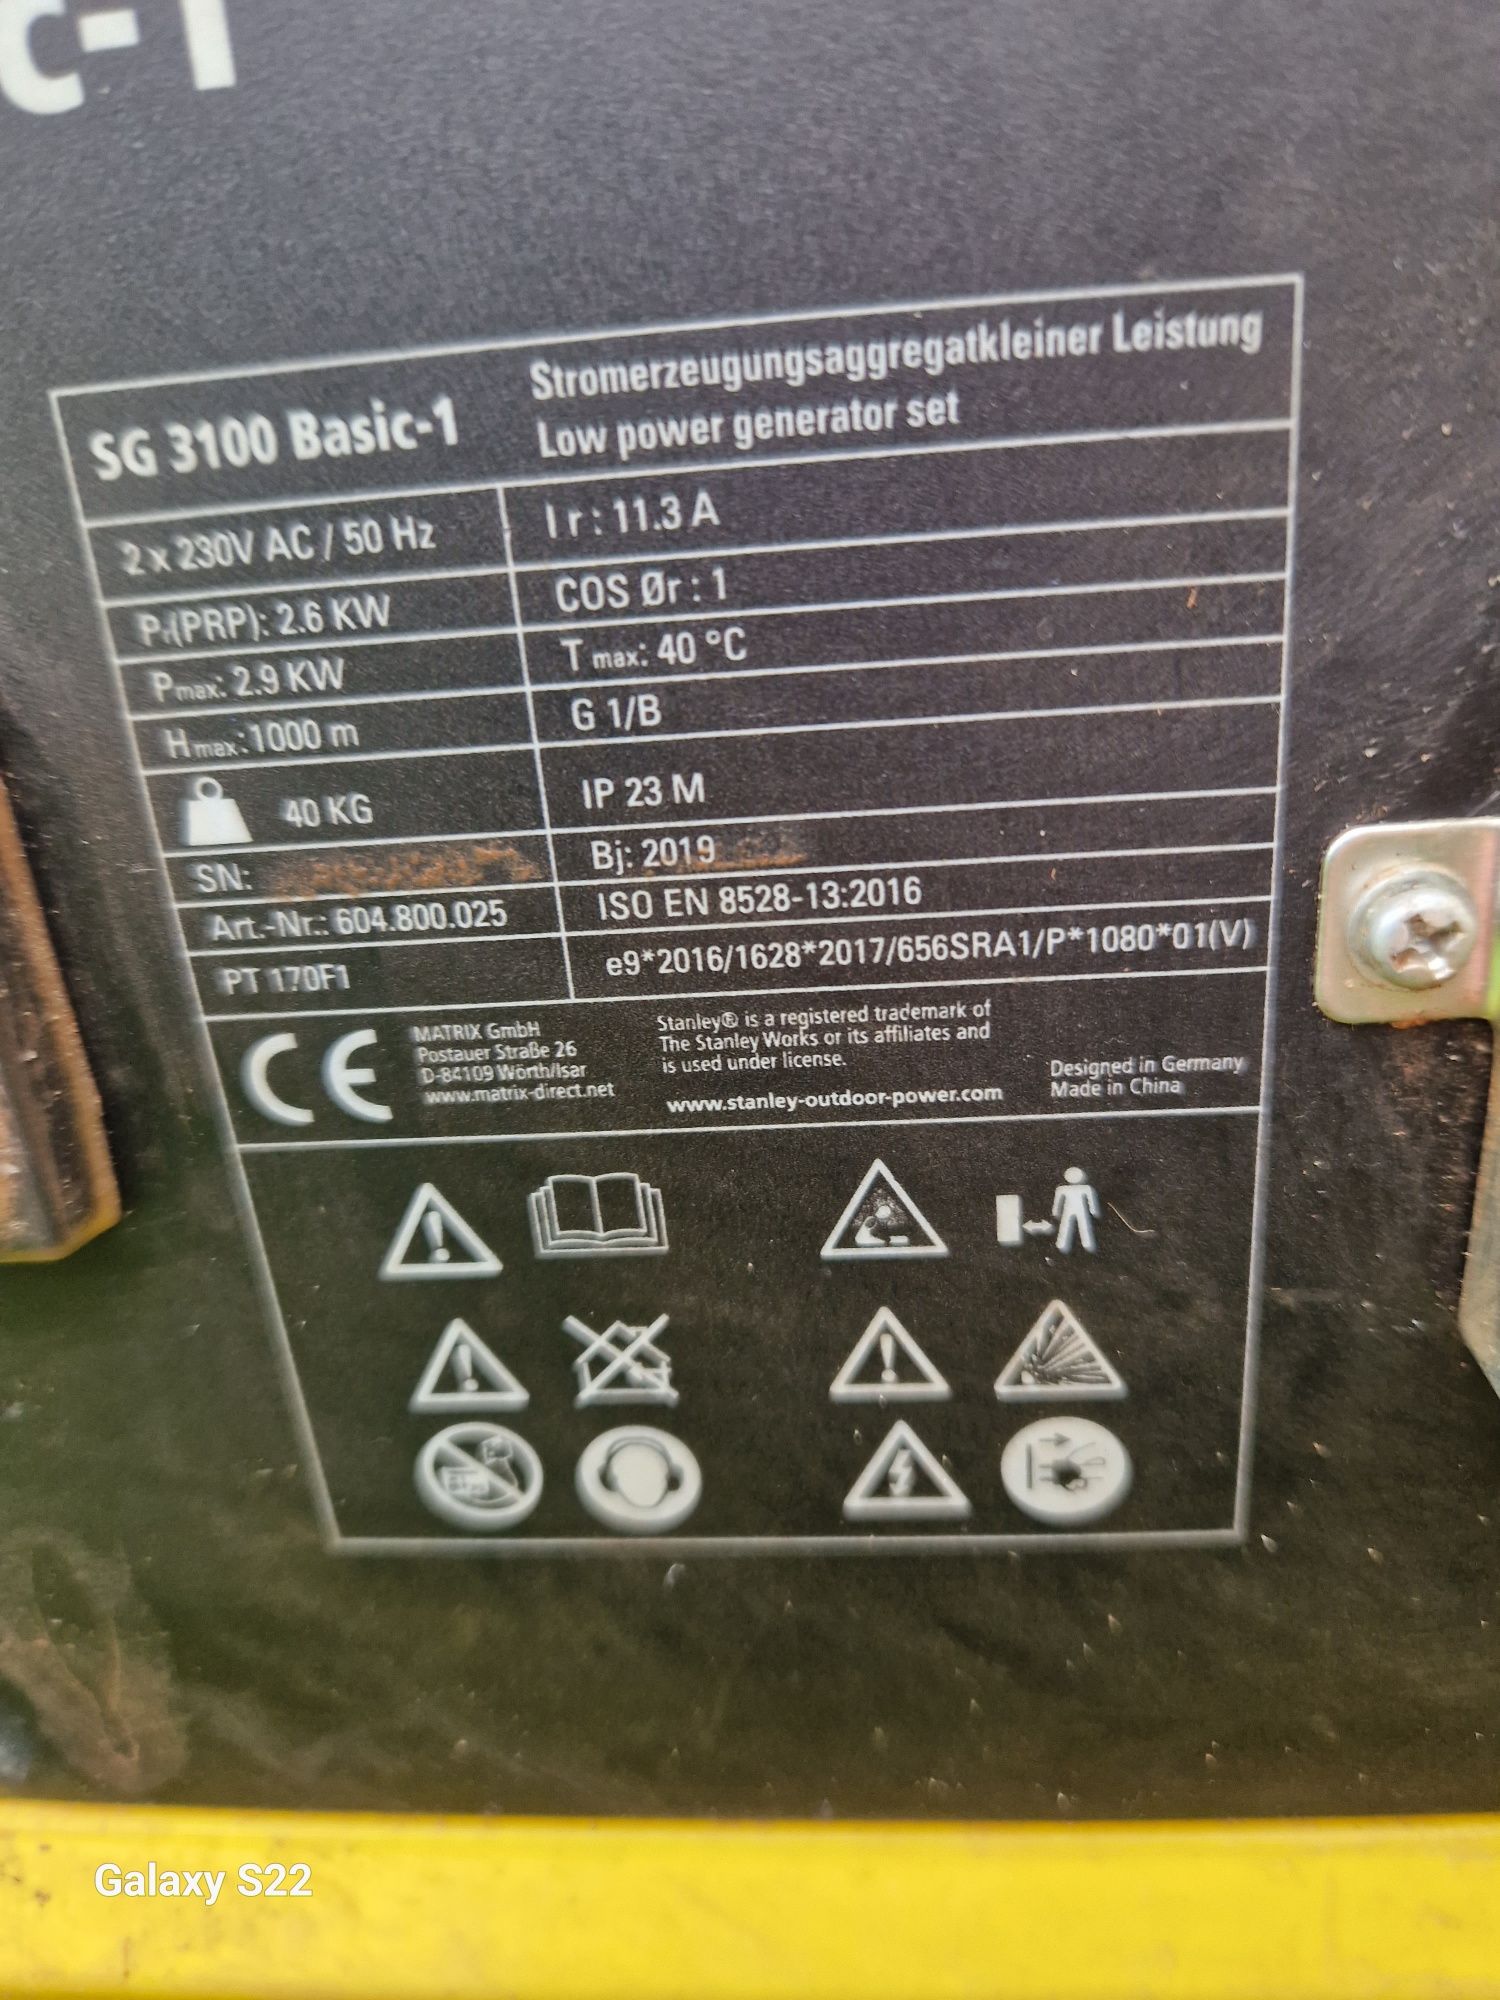 c-1
SG 3100 Basic-1
Stromerzeugungsaggregatkleiner Leistung
Low power generator set
2 x 230V AC / 50 Hz
I r : 11.3 A
Pr(PRP): 2.6 KW
COS Ør : 1
Pmax: 2.9 KW
T max: 40 °C
Hmax: 1000 m
G 1/B
40 KG
IP 23 M
SN:
Bj: 2019
Art.-Nr.: 604.800.025
ISO EN 8528-13:2016
PT 170F1
e9*2016/1628*2017/656SRA1/P*1080*01(V)
CE
MATRIX GmbH
Postauer Straße 26
D-84109 Wörth/Isar
www.matrix-direct.net
Stanley® is a registered trademark of
The Stanley Works or its affiliates and
is used under license.
www.stanley-outdoor-power.com
Designed in Germany
Made in China
Galaxy S22